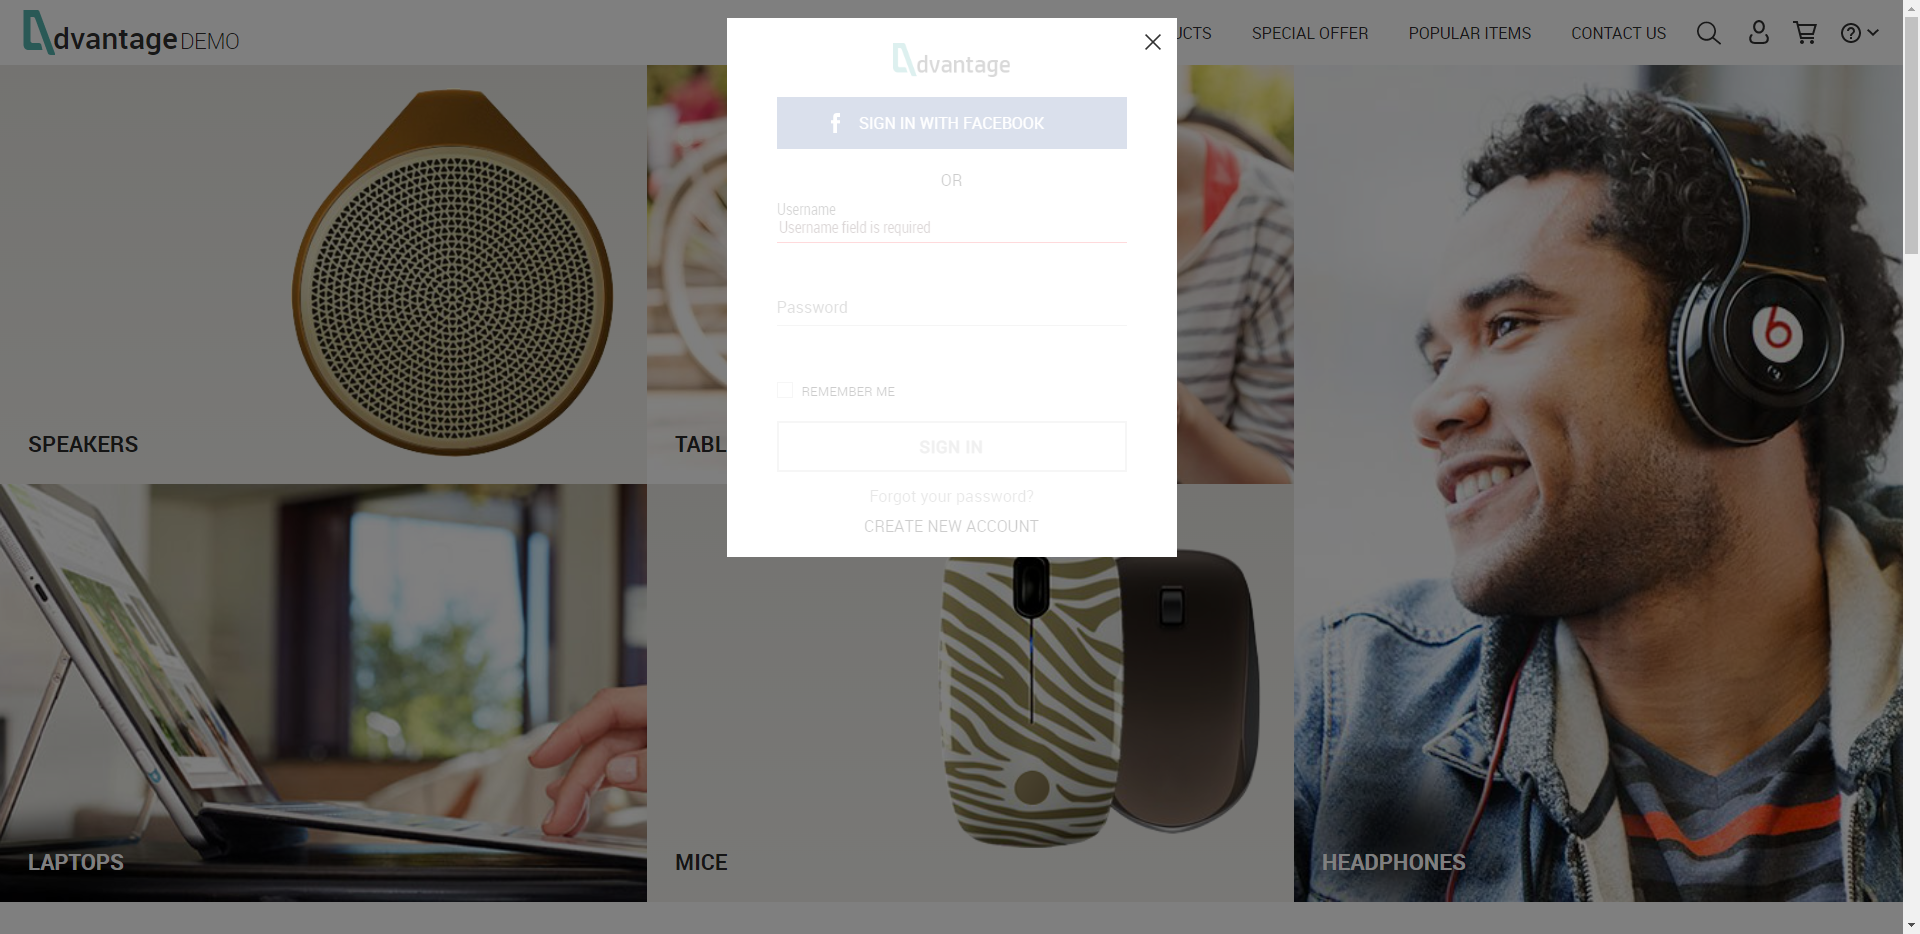 dvantage DEMO
UCTS SPECIAL OFFER POPULAR ITEMS CONTACT US
dvantage
SIGN IN WITH FACEBOOK
OR
Username
Username field is required
Password
REMEMBER ME
SIGN IN
Forgot your password?
CREATE NEW ACCOUNT
SPEAKERS
TABL
LAPTOPS
MICE
HEADPHONES